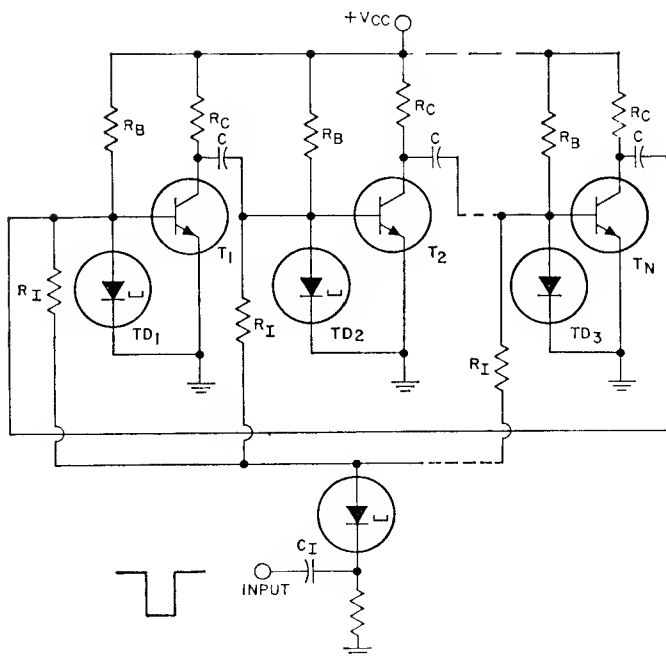 +VCC
RB
RC
C
RB
RC
C
RB
RC
C
T1
T2
TN
RI
TD1
RI
TD2
RI
TD3
CI
INPUT